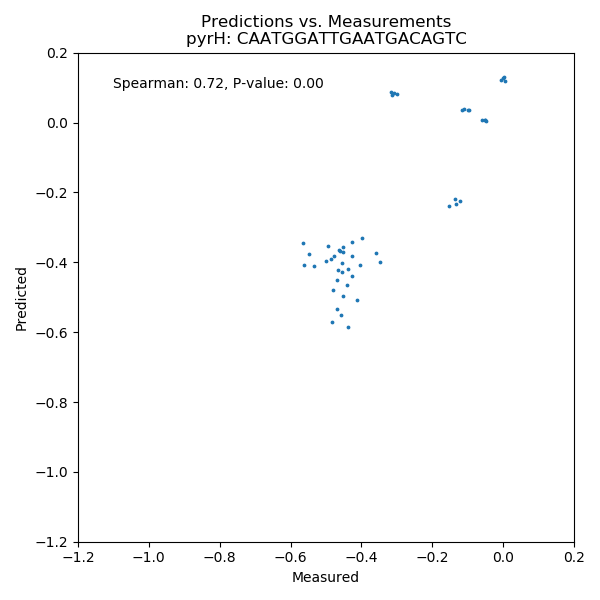 Predictions vs. Measurements
pyrH: CAATGGATTGAATGACAGTC
Spearman: 0.72, P-value: 0.00
0.2
0.0
−0.2
−0.4
−0.6
−0.8
−1.0
−1.2
Predicted
−1.2 −1.0 −0.8 −0.6 −0.4 −0.2 0.0 0.2
Measured